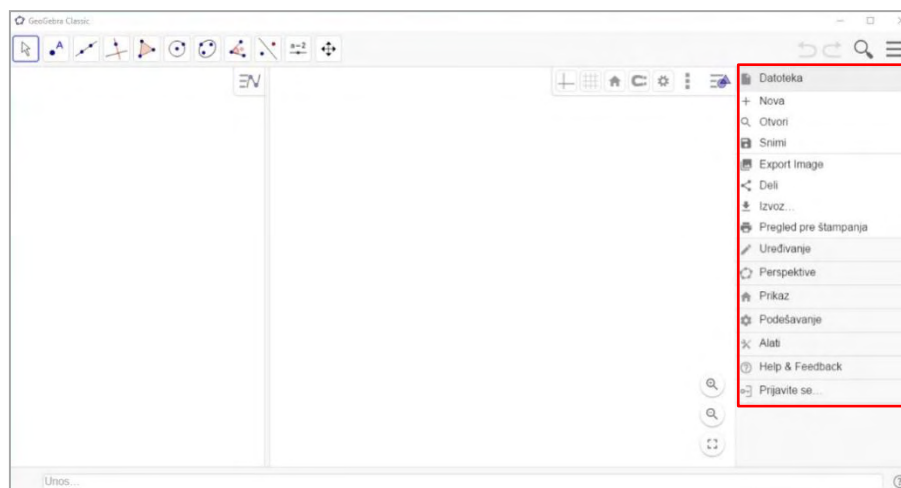 GeoGebra Classic
A
a=2
Datoteka
Nova
Otvori
Snimi
Export Image
Deli
Izvoz...
Pregled pre štampanja
Uređivanje
Perspektive
Prikaz
Podešavanje
Alati
Help & Feedback
Prijavite se...
Unos...